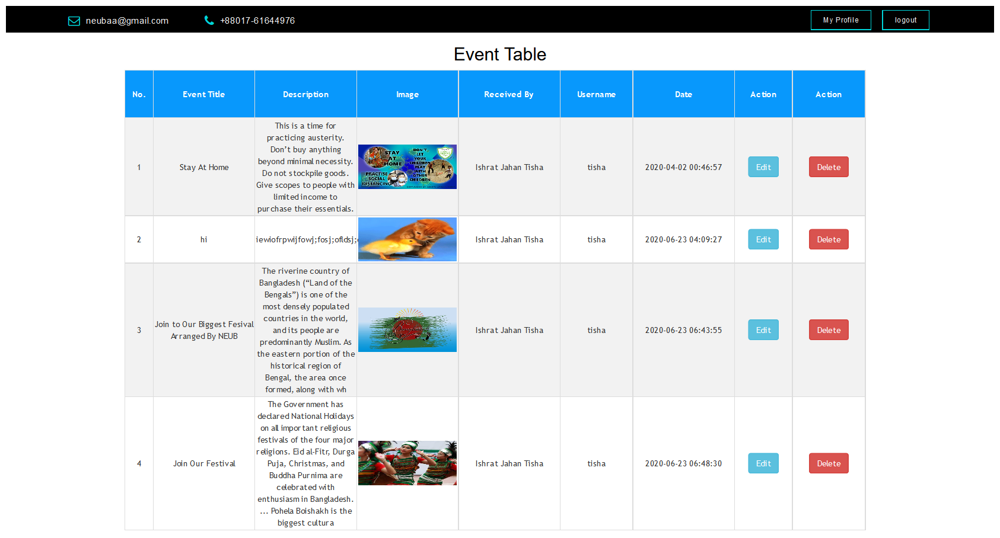 neubaa@gmail.com +88017-61644976 My Profile logout
Event Table
No. Event Title Description Image Received By Username Date Action Action
This is a time for
practicing austerity.
Don’t buy anything
beyond minimal necessity.
Do not stockpile goods.
Give scopes to people with
limited income to
purchase their essentials.
1 Stay At Home
STAY
AT
HOME
DON'T
LET
YOUR
CHILDREN
PLAY
WITH
OTHER
CHILDREN
PRACTISE
SOCIAL
DISTANCING
Ishrat Jahan Tisha tisha 2020-04-02 00:46:57 Edit Delete
2 hi iewiofrpwijfowj;fosj;ofldsj; Ishrat Jahan Tisha tisha 2020-06-23 04:09:27 Edit Delete
The riverine country of
Bangladesh (“Land of the
Bengals”) is one of the
most densely populated
countries in the world,
and its people are
predominantly Muslim. As
the eastern portion of the
historical region of
Bengal, the area once
formed, along with wh
3 Join to Our Biggest Fesival
Arranged By NEUB
Ishrat Jahan Tisha tisha 2020-06-23 06:43:55 Edit Delete
The Government has
declared National Holidays
on all important religious
festivals of the four major
religions. Eid al-Fitr, Durga
Puja, Christmas, and
Buddha Purnima are
celebrated with
enthusiasm in Bangladesh.
... Pohela Boishakh is the
biggest cultura
4 Join Our Festival Ishrat Jahan Tisha tisha 2020-06-23 06:48:30 Edit Delete